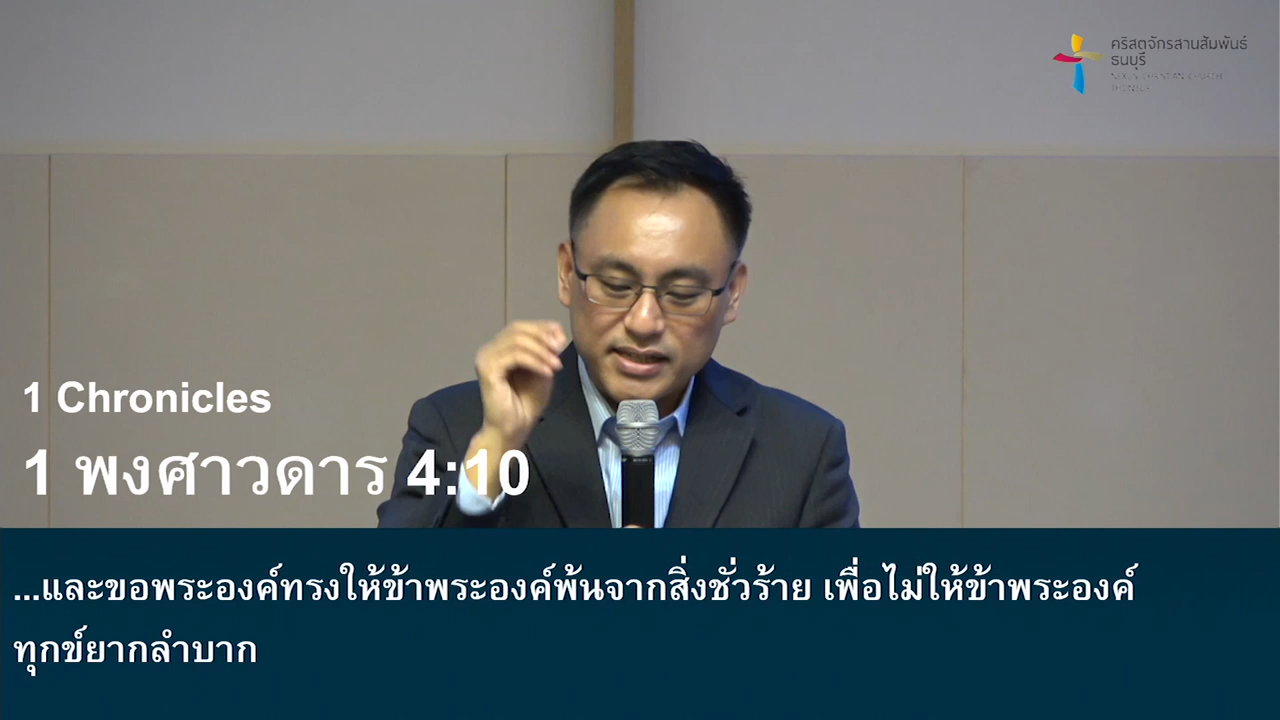 คริสตจักรสานสัมพันธ์
ธนบุรี
NEXUS CHRISTIAN CHURCH
THONBURI
1 Chronicles
1 พงศาวดาร 4:10
...และขอพระองค์ทรงให้ข้าพระองค์พ้นจากสิ่งชั่วร้าย เพื่อไม่ให้ข้าพระองค์
ทุกข์ยากลำบาก